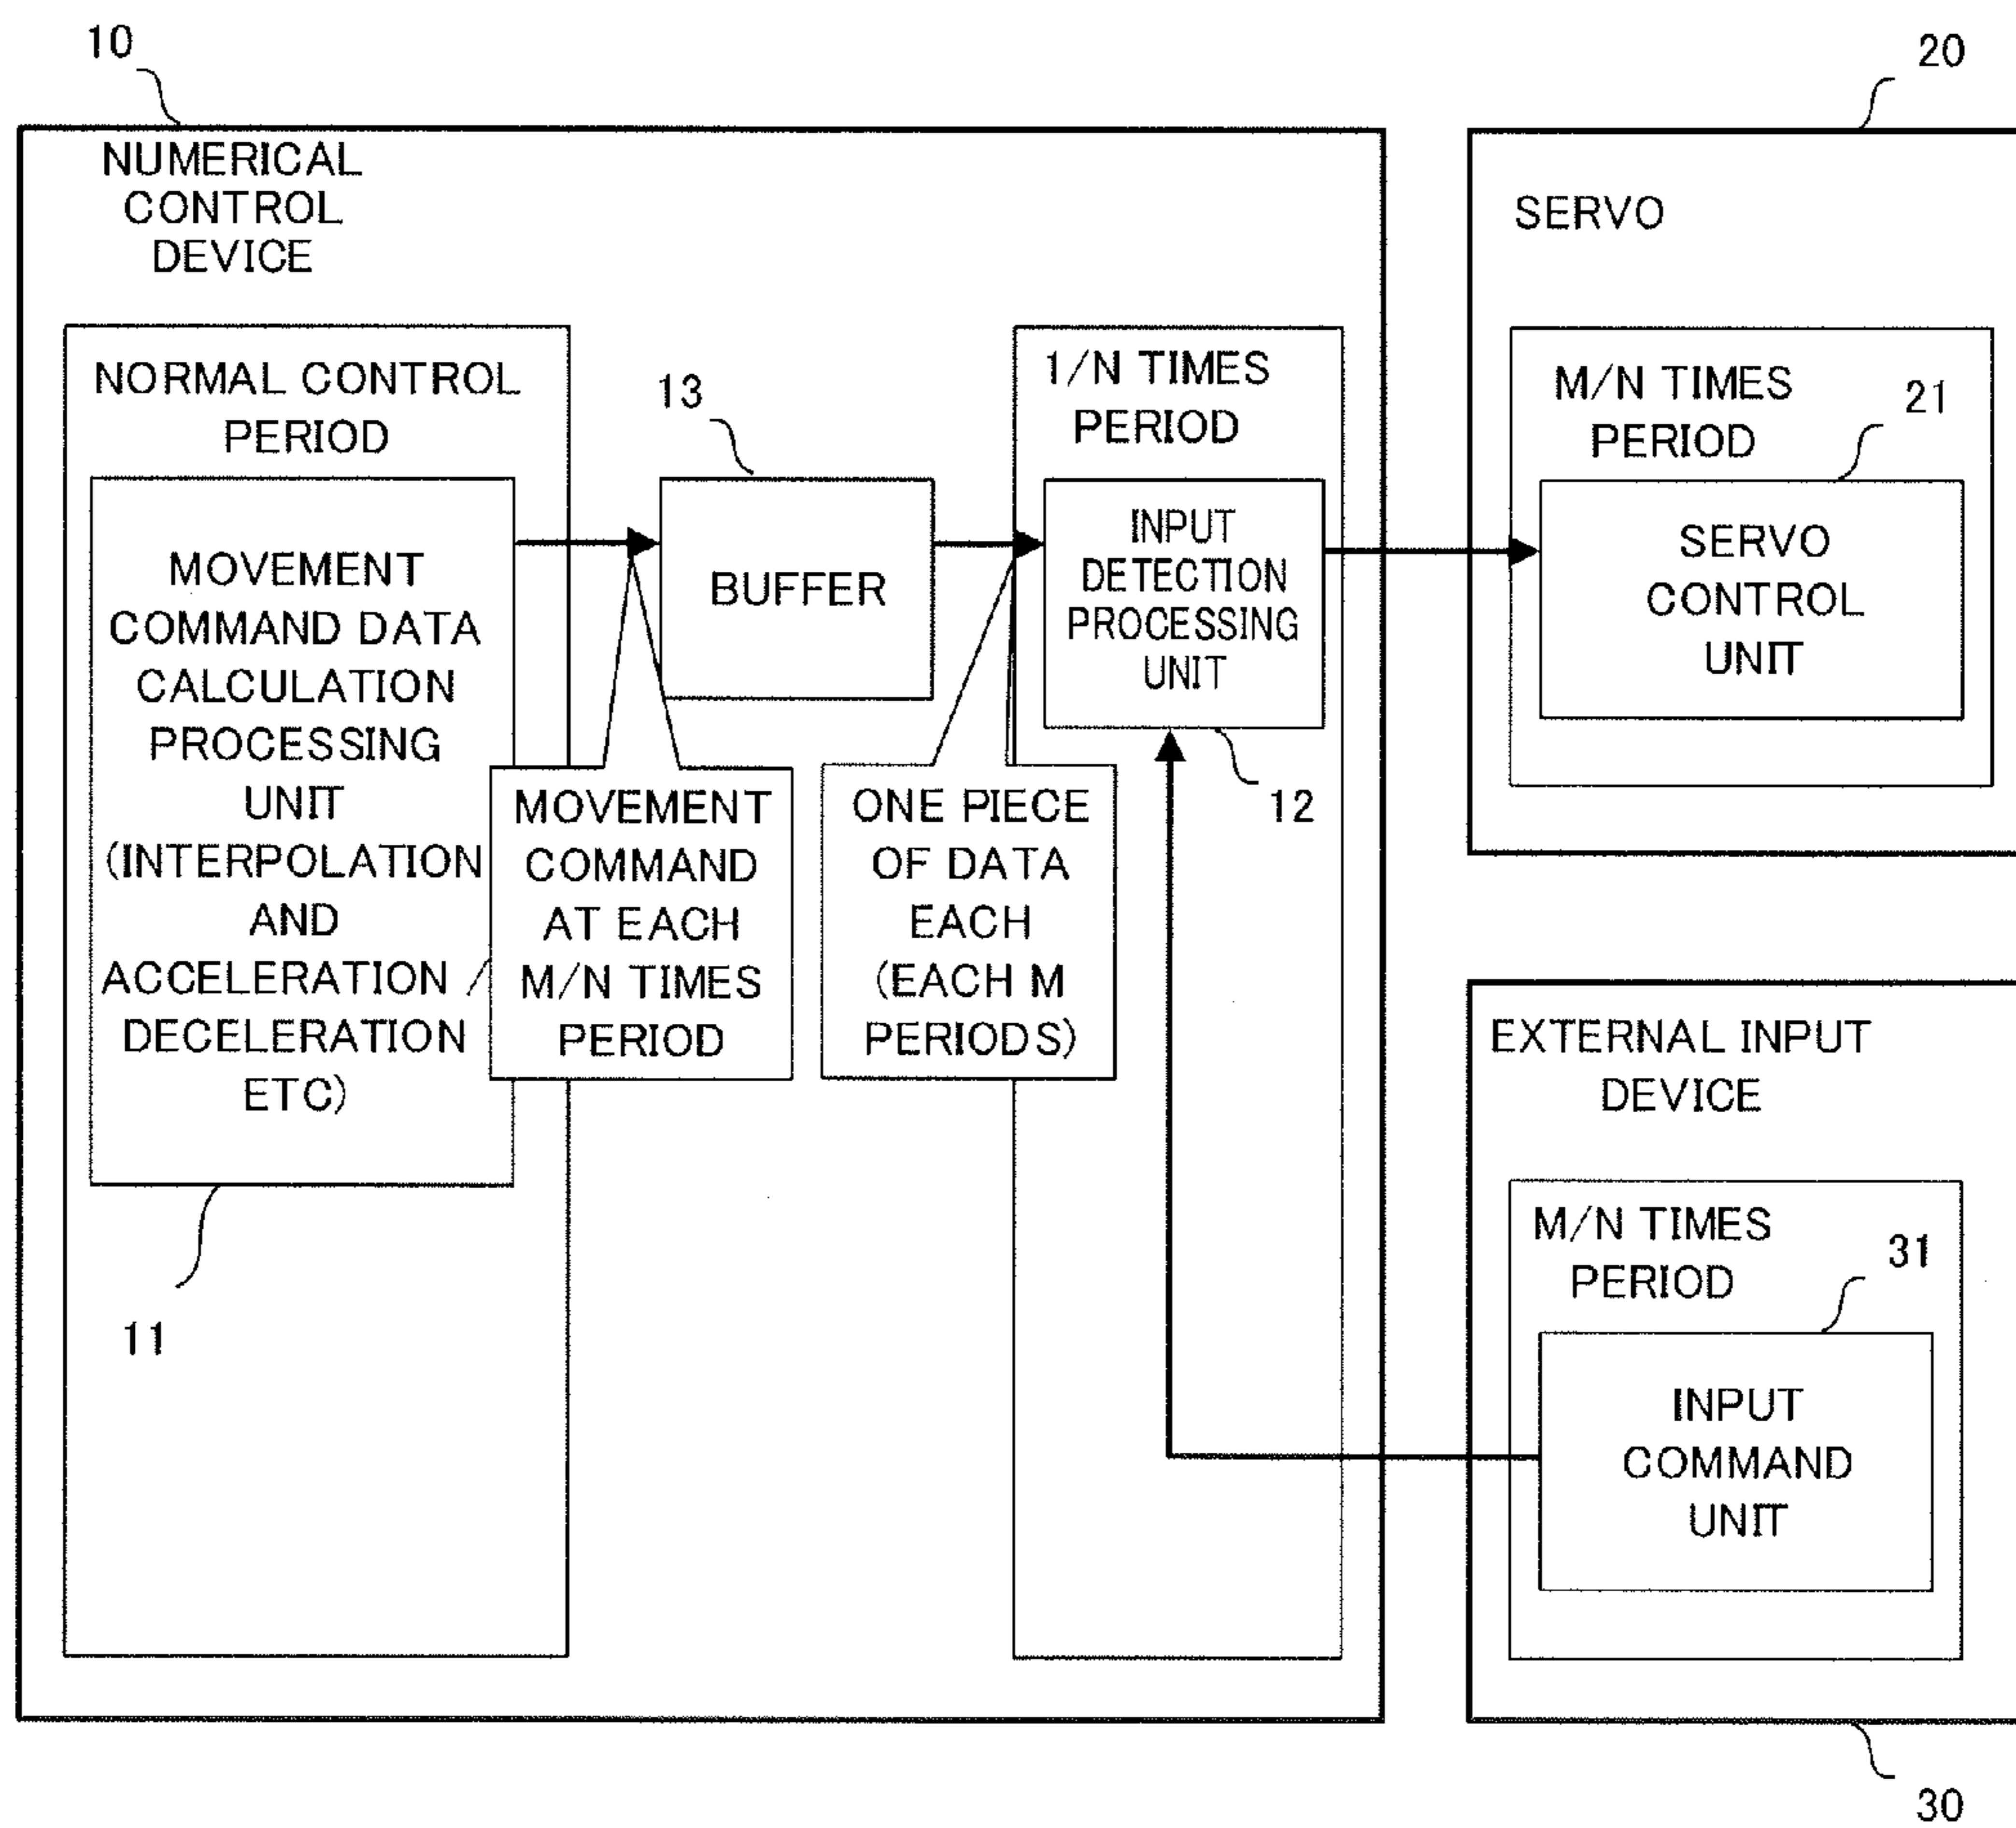 10
20
NUMERICAL
CONTROL
DEVICE
SERVO
NORMAL CONTROL
PERIOD
13
1/N TIMES
PERIOD
M/N TIMES
PERIOD
21
MOVEMENT
COMMAND DATA
CALCULATION
PROCESSING
UNIT
(INTERPOLATION
AND
ACCELERATION /
DECELERATION
ETC)
BUFFER
INPUT
DETECTION
PROCESSING
UNIT
SERVO
CONTROL
UNIT
MOVEMENT
COMMAND
AT EACH
M/N TIMES
PERIOD
ONE PIECE
OF DATA
EACH
(EACH M
PERIODS)
12
EXTERNAL INPUT
DEVICE
M/N TIMES
PERIOD
31
INPUT
COMMAND
UNIT
11
30